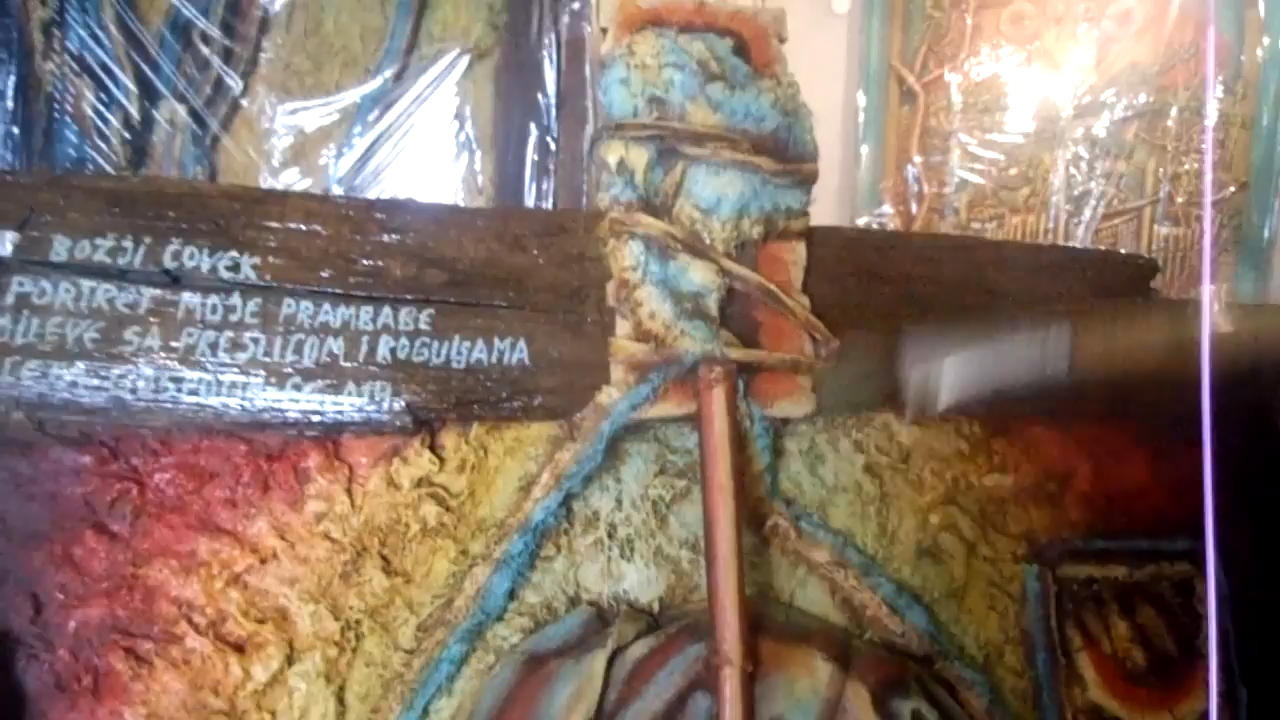 BOŽJI ČOVEK
PORTRET MOJE PRAMBABE
MILEVE SA PRESLICOM I ROGULJAMA